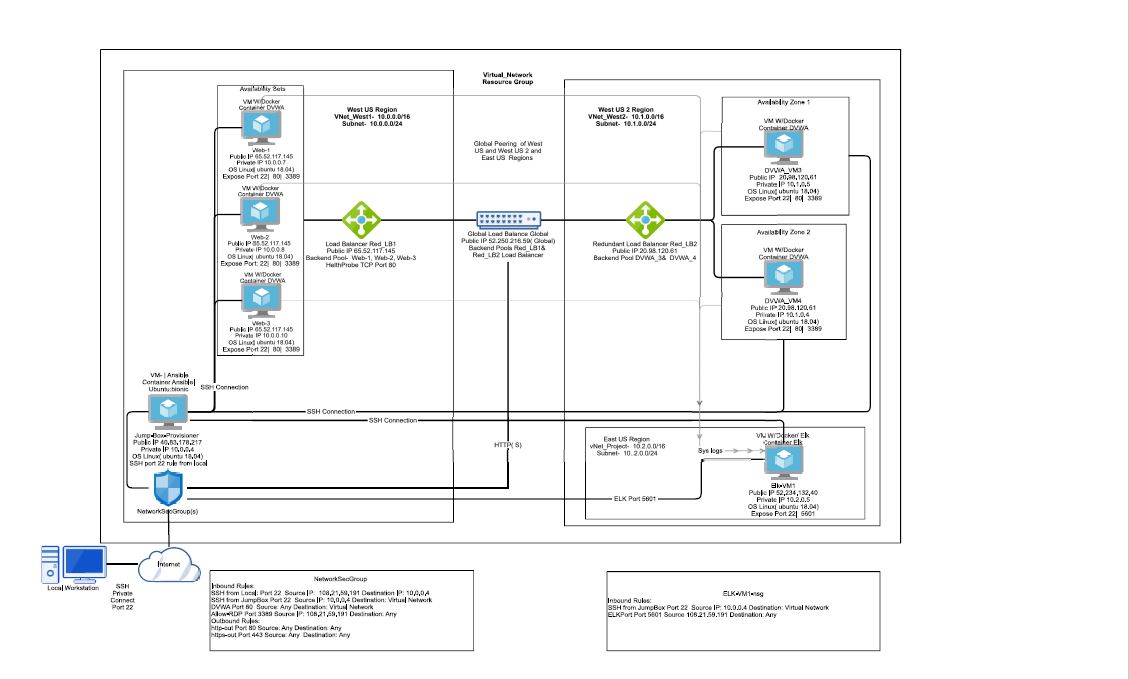 Virtual_Network
Resource Group
Availability Sets
VM W/Docker
Container DVWA
Web-1
Public IP 65.52.117.145
Private IP 10.0.0.7
OS Linux( ubuntu 18.04)
Expose Port 22| 80| 3389
VM W/Docker
Container DVWA
Web-2
Public IP 65.52.117.145
Private IP 10.0.0.8
OS Linux( ubuntu 18.04)
Expose Port: 22| 80| 3389
VM W/Docker
Container DVWA
Web-3
Public IP 65.52.117.145
Private IP 10.0.0.10
OS Linux( ubuntu 18.04)
Expose Port 22| 80| 3389
West US Region
VNet_West1- 10.0.0.0/16
Subnet- 10.0.0.0/24
Global Peering of West
US and West US 2 and
East US Regions
West US 2 Region
VNet_West2- 10.1.0.0/16
Subnet- 10.1.0.0/24
Load Balancer Red_LB1
Public IP 65.52.117.145
Backend Pool- Web-1, Web-2, Web-3
HelthProbe TCP Port 80
Global Load Balance Global
Public IP 52.250.216.59( Global)
Backend Pools Red_LB1&
Red_LB2 Load Balancer
Redundant Load Balancer Red_LB2
Public IP 20.98.120.61
Backend Pool DVWA_3& DVWA_4
Availability Zone 1
VM W/Docker
Container DVWA
DVWA_VM3
Public IP 20.98.120.61
Private IP 10.1.0.5
OS Linux( ubuntu 18.04)
Expose Port 22| 80| 3389
Availability Zone 2
VM W/Docker
Container DVWA
DVWA_VM4
Public IP 20.98.120.61
Private IP 10.1.0.4
OS Linux( ubuntu 18.04)
Expose Port 22| 80| 3389
VM- | Ansible
Container Ansible|
Ubuntu:bionic
SSH Connection
SSH Connection
SSH Connection
Jump-Box-Provisioner
Public IP 40.83.178.217
Private IP 10.0.0.4
OS Linux( ubuntu 18.04)
SSH port 22 rule from local
HTTP( S)
NetworkSecGroup(s)
ELK Port 5601
East US Region
vNet_Project- 10.2.0.0/16
Subnet- 10..2.0.0/24
Sys logs
VM W/Docker/ Elk
Container Elk
Elk-VM1
Public IP 52.234.132.40
Private IP 10.2.0.5
OS Linux( ubuntu 18.04)
Expose Port 22| 5601
Local Workstation
SSH
Private
Connect
Port 22
Internet
NetworkSecGroup
Inbound Rules:
SSH from Local: Port 22 Source IP: 108.21.59.191 Destination IP: 10.0.0.4
SSH from JumpBox Port 22 Source IP: 10.0.0.4 Destination: Virtual Network
DVWA Port 80 Source: Any Destination: Virtual Network
Allow-RDP Port 3389 Source IP: 108.21.59.191 Destination: Any
Outbound Rules:
http-out Port 80 Source: Any Destination: Any
https-out Port 443 Source: Any Destination: Any
ELK-VM1-nsg
Inbound Rules:
SSH from JumpBox Port 22 Source IP: 10.0.0.4 Destination: Virtual Network
ELKPort Port 5601 Source 108.21.59.191 Destination: Any